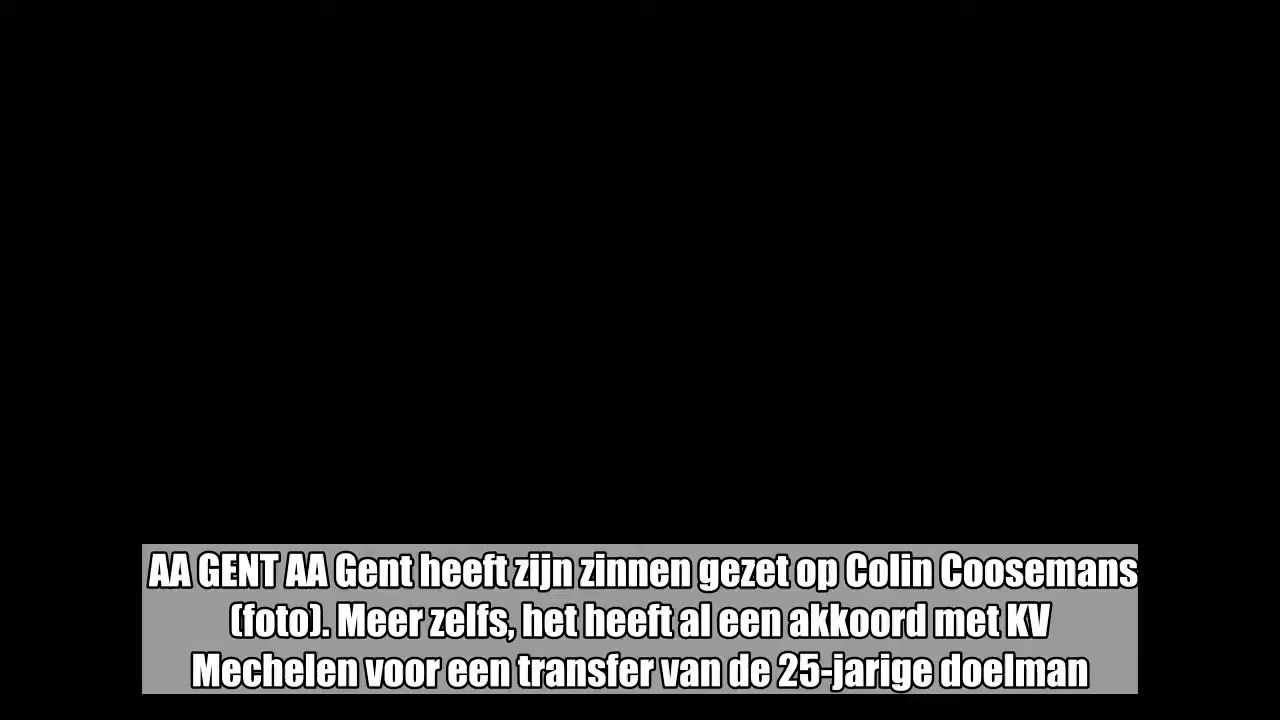 AA GENT AA Gent heeft zijn zinnen gezet op Colin Coosemans
(foto). Meer zelfs, het heeft al een akkoord met KV
Mechelen voor een transfer van de 25-jarige doelman